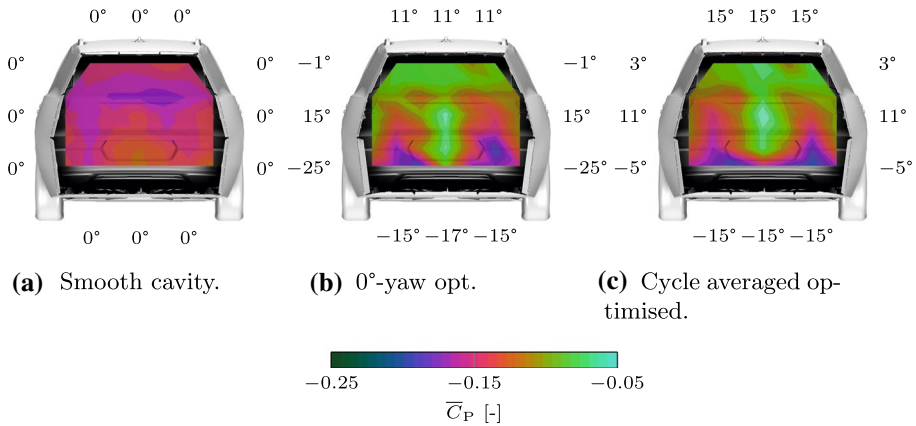 0° 0° 0° 11° 11° 11° 15° 15° 15°
0° 0° −1° −1° 3° 3°
0° 0° 15° 15° 11° 11°
0° 0° −25° −25° −5° −5°
0° 0° 0° −15° −17° −15° −15° −15° −15°
(a) Smooth cavity. (b) 0°-yaw opt. (c) Cycle averaged op-
timised.
−0.25 −0.15 −0.05
C̅P [-]